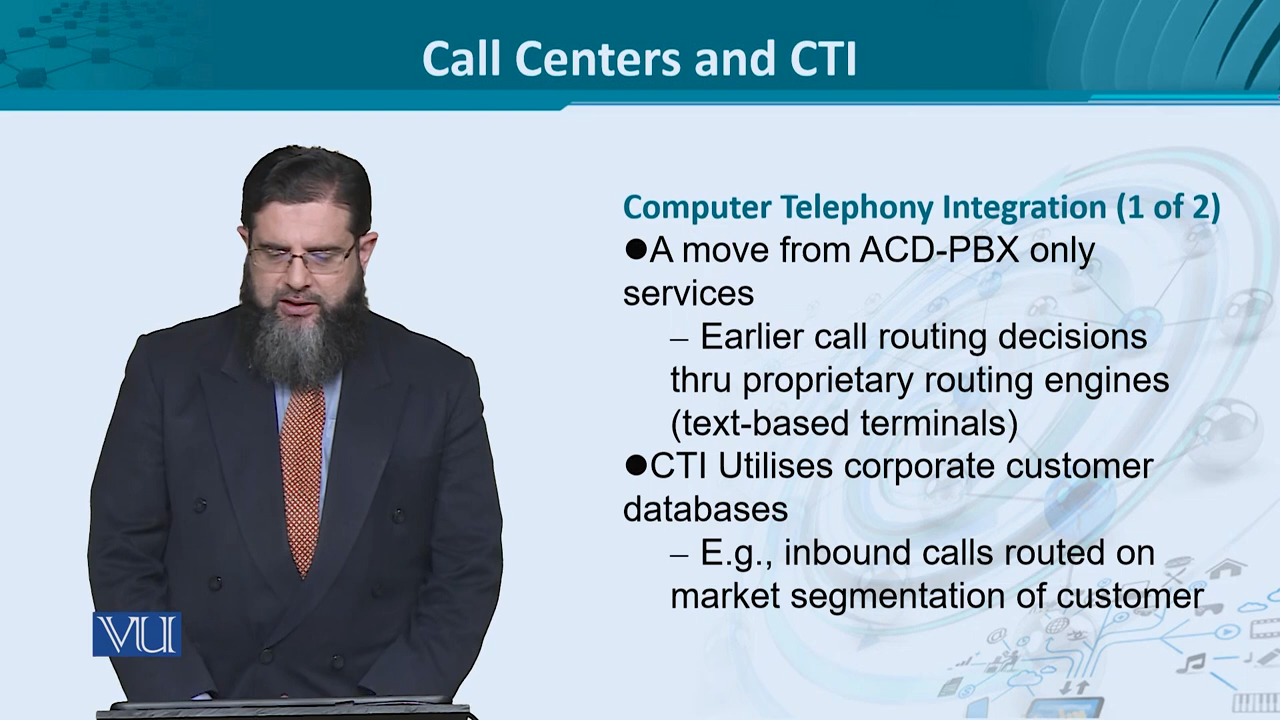 Call Centers and CTI
Computer Telephony Integration (1 of 2)
●A move from ACD-PBX only
services
– Earlier call routing decisions
thru proprietary routing engines
(text-based terminals)
●CTI Utilises corporate customer
databases
– E.g., inbound calls routed on
market segmentation of customer
VU